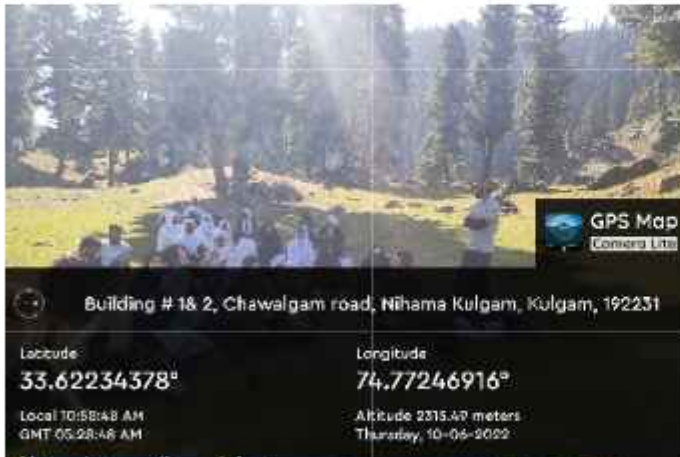 GPS Map
Camera Lite
Building # 1& 2, Chawalgam road, Nihama Kulgam, Kulgam, 192231
Latitude
33.62234378°
Longitude
74.77246916°
Local 10:58:48 AM
GMT 05:28:48 AM
Altitude 2315.49 meters
Thursday, 10-06-2022